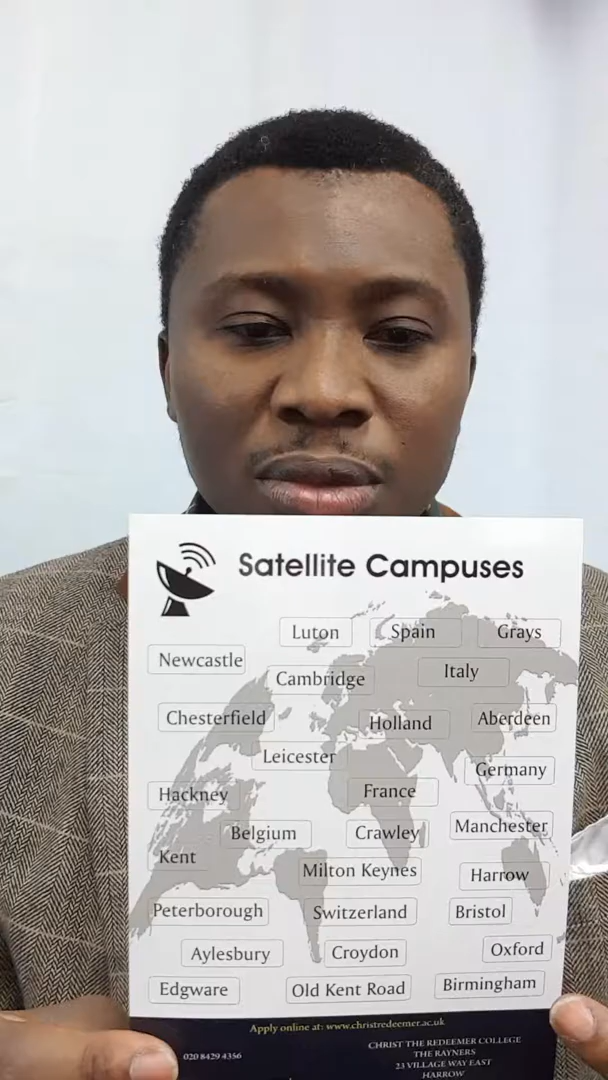 Satellite Campuses
Luton Spain Grays
Newcastle
Cambridge Italy
Chesterfield Holland Aberdeen
Leicester
Germany
Hackney France
Belgium Crawley Manchester
Kent
Milton Keynes Harrow
Peterborough Switzerland Bristol
Aylesbury Croydon Oxford
Edgware Old Kent Road Birmingham
Apply online at: www.christredeemer.ac.uk
020 8429 4356
CHRIST THE REDEEMER COLLEGE
THE RAYNERS
23 VILLAGE WAY EAST
HARROW